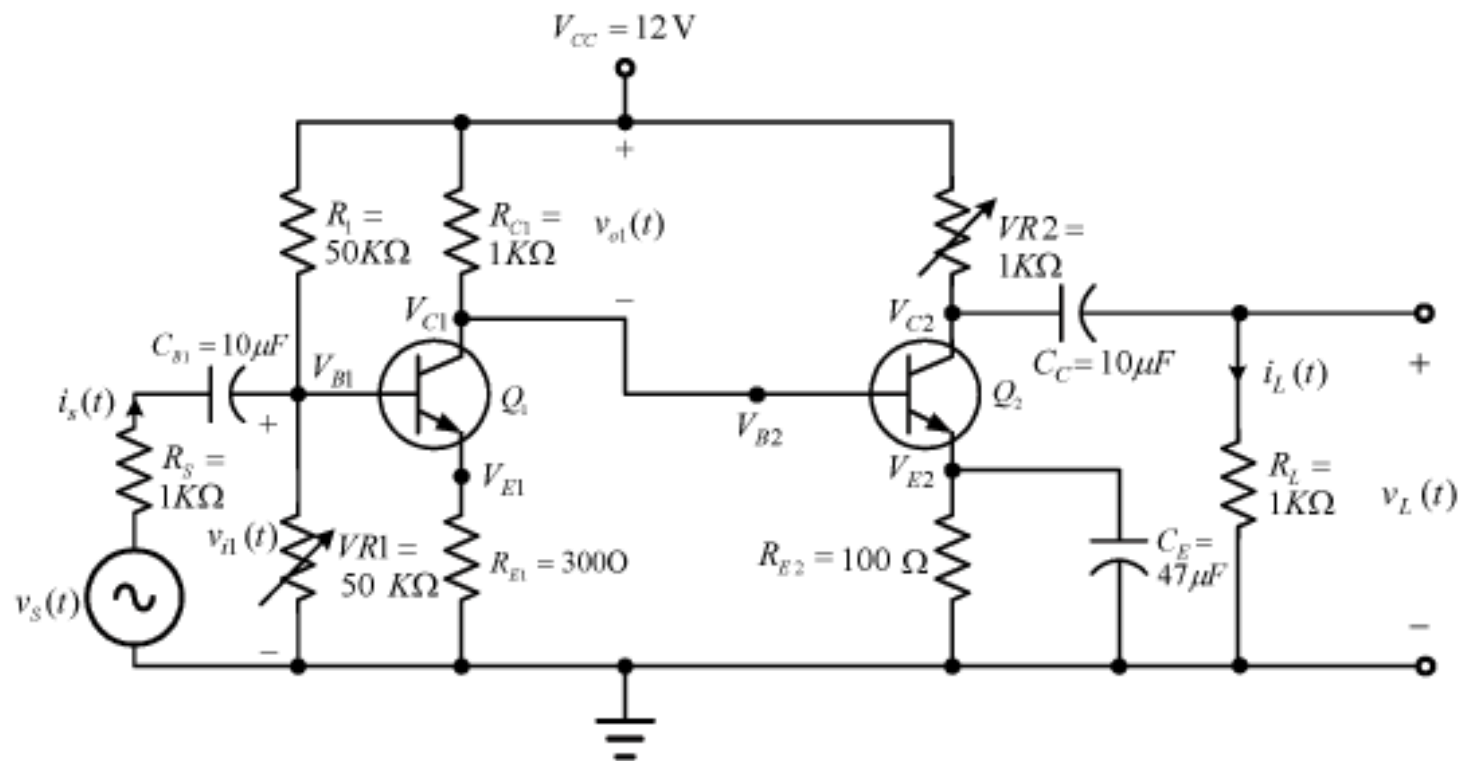 V_CC = 12 V
+
R_1 =
50KΩ
R_C1 =
1KΩ
v_o1(t)
VR2 =
1KΩ
−
V_C1
V_C2
C_B1 = 10μF
V_B1
Q_1
C_C = 10μF
i_L(t)
+
i_s(t)
+
V_B2
Q_2
R_S =
1KΩ
V_E1
V_E2
R_L =
1KΩ
v_L(t)
v_i1(t)
VR1 =
50 KΩ
R_E1 = 300Ω
R_E2 = 100 Ω
C_E =
47μF
v_S(t)
−
−